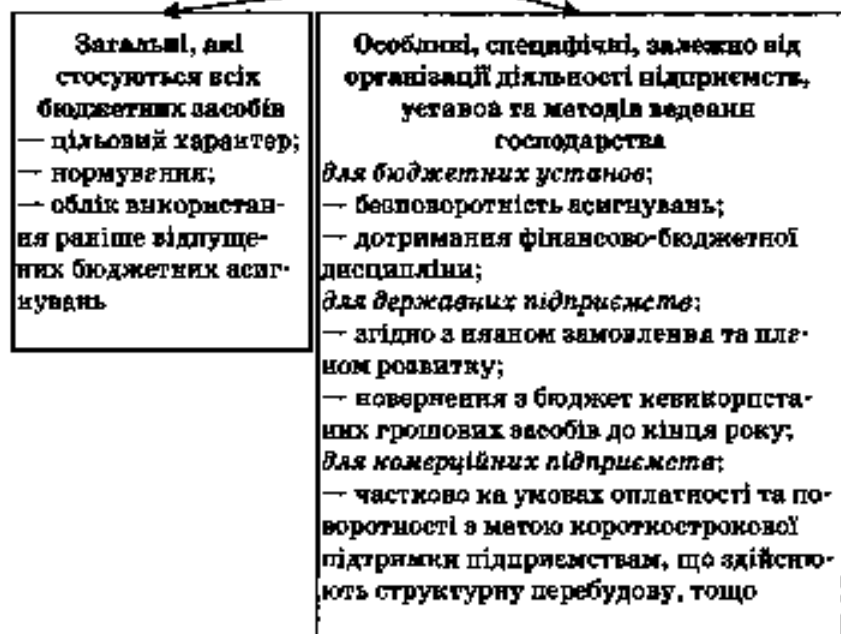 Загальні, які
стосуються всіх
бюджетних засобів
— цільовий характер;
— нормування;
— облік використан-
ня раніше відпуще-
них бюджетних асиг-
нувань
Особливі, специфічні, залежно від
організації діяльності підприємств,
установ та методів ведення
господарства
для бюджетних установ:
— безповоротність асигнувань;
— дотримання фінансово-бюджетної
дисципліни;
для державних підприємств:
— згідно з планом замовлення та пла-
ном розвитку;
— повернення в бюджет невикориста-
них грошових засобів до кінця року;
для комерційних підприємств:
— частково на умовах оплатності та по-
воротності з метою короткострокової
підтримки підприємствам, що здійсню-
ють структурну перебудову, тощо